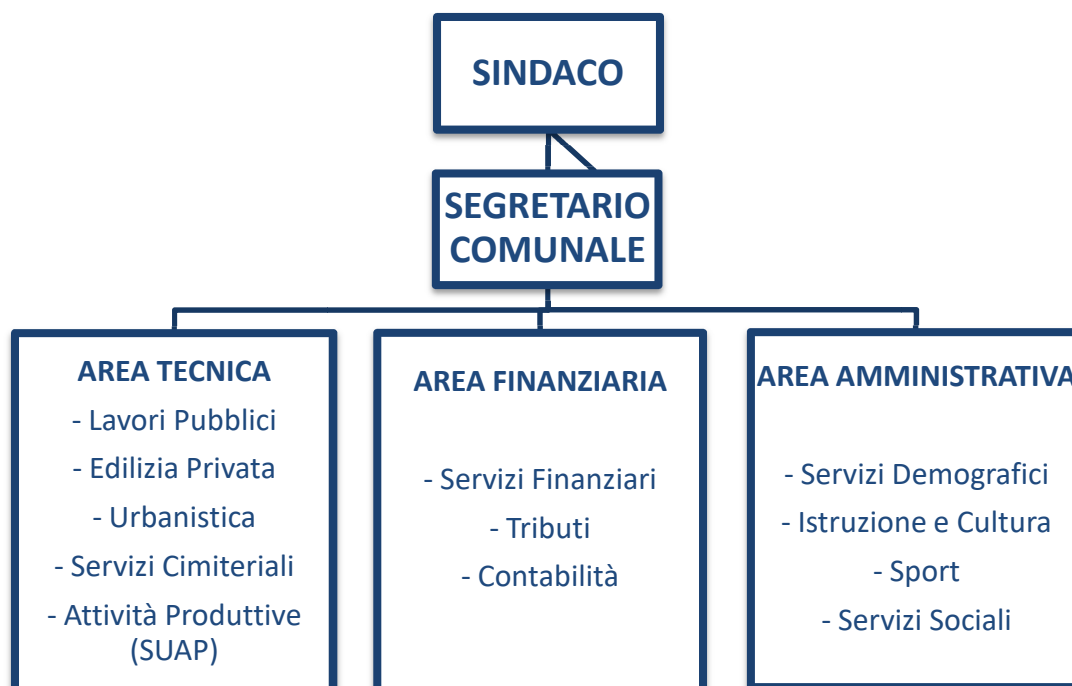 SINDACO
SEGRETARIO
COMUNALE
AREA TECNICA
- Lavori Pubblici
- Edilizia Privata
- Urbanistica
- Servizi Cimiteriali
- Attività Produttive
(SUAP)
AREA FINANZIARIA
- Servizi Finanziari
- Tributi
- Contabilità
AREA AMMINISTRATIVA
- Servizi Demografici
- Istruzione e Cultura
- Sport
- Servizi Sociali